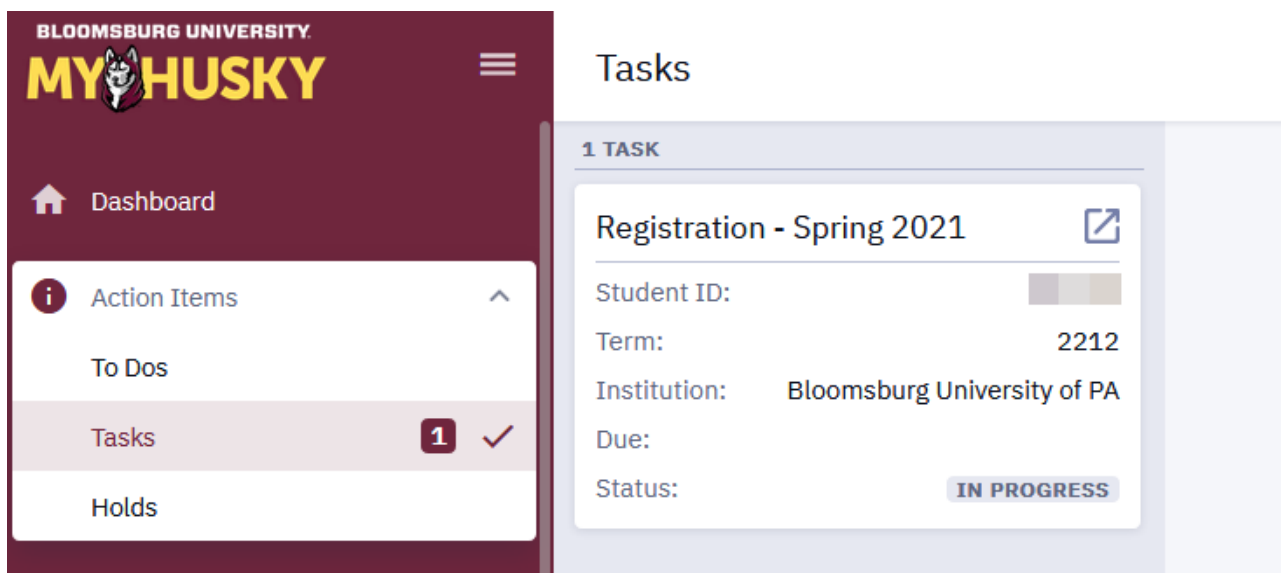 BLOOMSBURG UNIVERSITY.
MY HUSKY
Dashboard
Action Items
To Dos
Tasks 1
Holds
Tasks
1 TASK
Registration - Spring 2021
Student ID:
Term: 2212
Institution: Bloomsburg University of PA
Due:
Status: IN PROGRESS